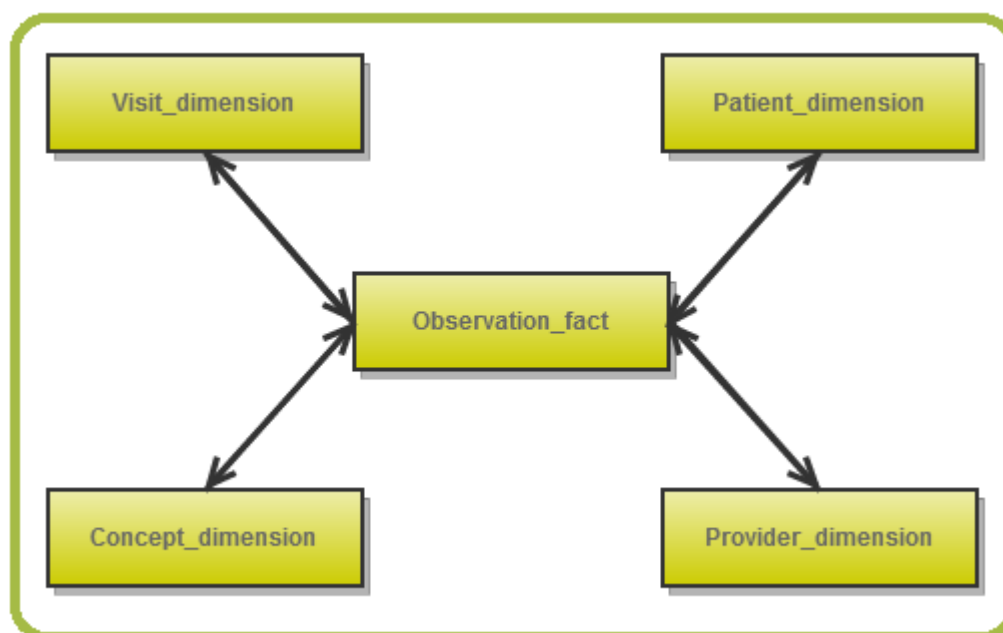 Visit_dimension
Patient_dimension
Observation_fact
Concept_dimension
Provider_dimension